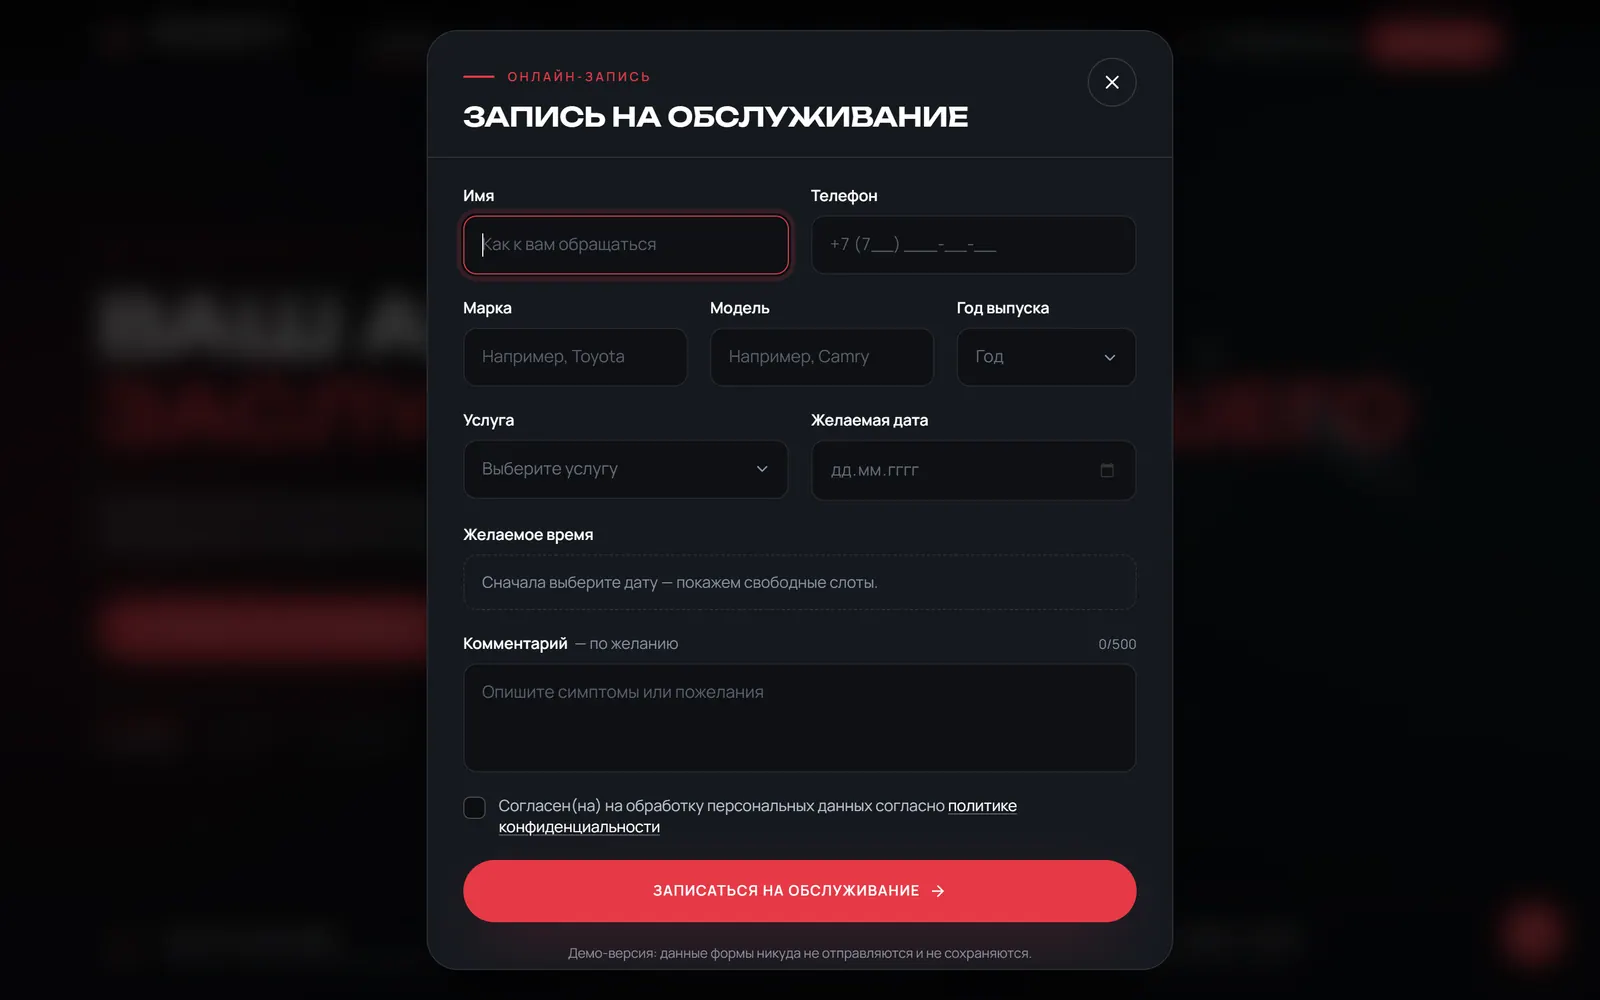 ОНЛАЙН-ЗАПИСЬ
ЗАПИСЬ НА ОБСЛУЖИВАНИЕ
Имя
Как к вам обращаться
Телефон
+7 (7__) ___-__-__
Марка
Например, Toyota
Модель
Например, Camry
Год выпуска
Год
Услуга
Выберите услугу
Желаемая дата
дд.мм.гггг
Желаемое время
Сначала выберите дату — покажем свободные слоты.
Комментарий — по желанию 0/500
Опишите симптомы или пожелания
Согласен(на) на обработку персональных данных согласно политике
конфиденциальности
ЗАПИСАТЬСЯ НА ОБСЛУЖИВАНИЕ →
Демо-версия: данные формы никуда не отправляются и не сохраняются.
ВАШ А